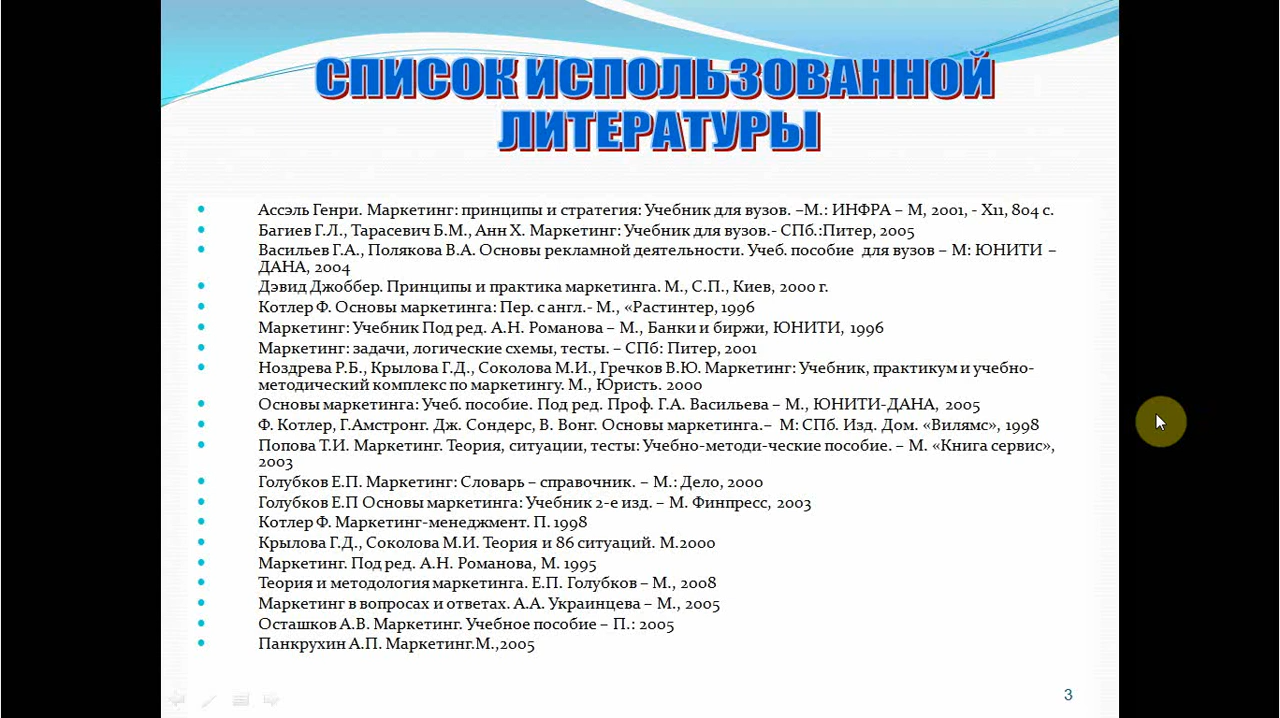 СПИСОК ИСПОЛЬЗОВАННОЙ
ЛИТЕРАТУРЫ
• Ассэль Генри. Маркетинг: принципы и стратегия: Учебник для вузов. –М.: ИНФРА – М, 2001, - Х11, 804 с.
• Багиев Г.Л., Тарасевич Б.М., Анн Х. Маркетинг: Учебник для вузов.- СПб.:Питер, 2005
• Васильев Г.А., Полякова В.А. Основы рекламной деятельности. Учеб. пособие для вузов – М: ЮНИТИ –
ДАНА, 2004
• Дэвид Джоббер. Принципы и практика маркетинга. М., С.П., Киев, 2000 г.
• Котлер Ф. Основы маркетинга: Пер. с англ.- М., «Растинтер, 1996
• Маркетинг: Учебник Под ред. А.Н. Романова – М., Банки и биржи, ЮНИТИ, 1996
• Маркетинг: задачи, логические схемы, тесты. – СПб: Питер, 2001
• Ноздрева Р.Б., Крылова Г.Д., Соколова М.И., Гречков В.Ю. Маркетинг: Учебник, практикум и учебно-
методический комплекс по маркетингу. М., Юристь. 2000
• Основы маркетинга: Учеб. пособие. Под ред. Проф. Г.А. Васильева – М., ЮНИТИ-ДАНА, 2005
• Ф. Котлер, Г.Амстронг. Дж. Сондерс, В. Вонг. Основы маркетинга.– М: СПб. Изд. Дом. «Вилямс», 1998
• Попова Т.И. Маркетинг. Теория, ситуации, тесты: Учебно-методи-ческие пособие. – М. «Книга сервис»,
2003
• Голубков Е.П. Маркетинг: Словарь – справочник. – М.: Дело, 2000
• Голубков Е.П Основы маркетинга: Учебник 2-е изд. – М. Финпресс, 2003
• Котлер Ф. Маркетинг-менеджмент. П. 1998
• Крылова Г.Д., Соколова М.И. Теория и 86 ситуаций. М.2000
• Маркетинг. Под ред. А.Н. Романова, М. 1995
• Теория и методология маркетинга. Е.П. Голубков – М., 2008
• Маркетинг в вопросах и ответах. А.А. Украинцева – М., 2005
• Осташков А.В. Маркетинг. Учебное пособие – П.: 2005
• Панкрухин А.П. Маркетинг.М.,2005
3